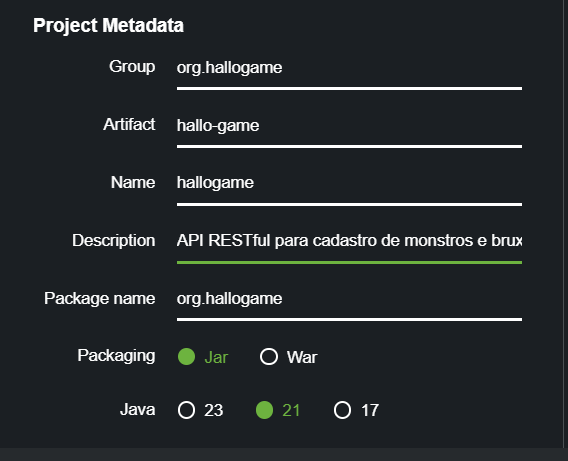 Project Metadata
Group org.hallogame
Artifact hallo-game
Name hallogame
Description API RESTful para cadastro de monstros e brux
Package name org.hallogame
Packaging Jar War
Java 23 21 17